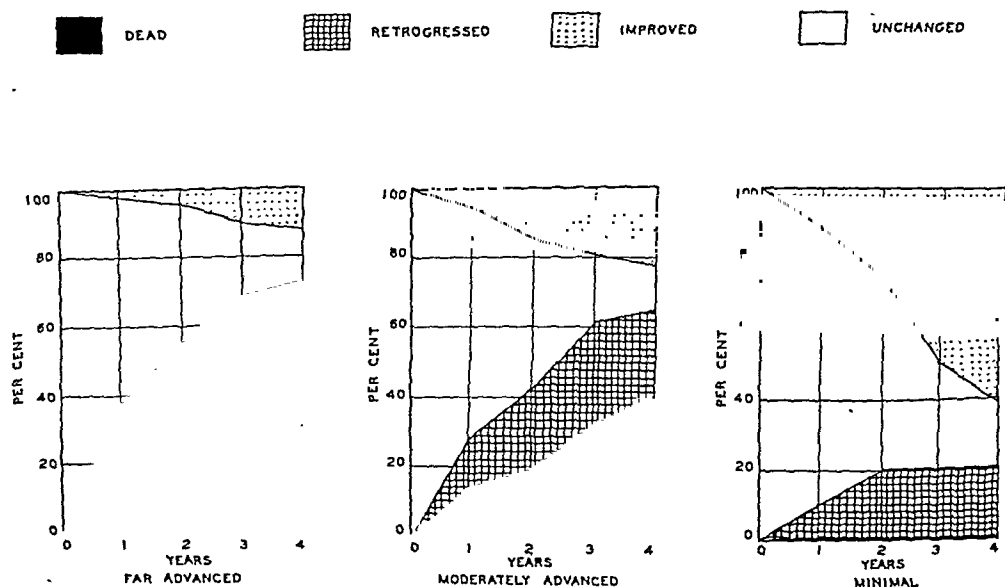 DEAD RETROGRESSED IMPROVED UNCHANGED
100
80
60
40
20
0
PER CENT
0 1 2 3 4
YEARS
FAR ADVANCED
100
80
60
40
20
0
PER CENT
0 1 2 3 4
YEARS
MODERATELY ADVANCED
40
20
0
PER CENT
0 1 2 3 4
YEARS
MINIMAL